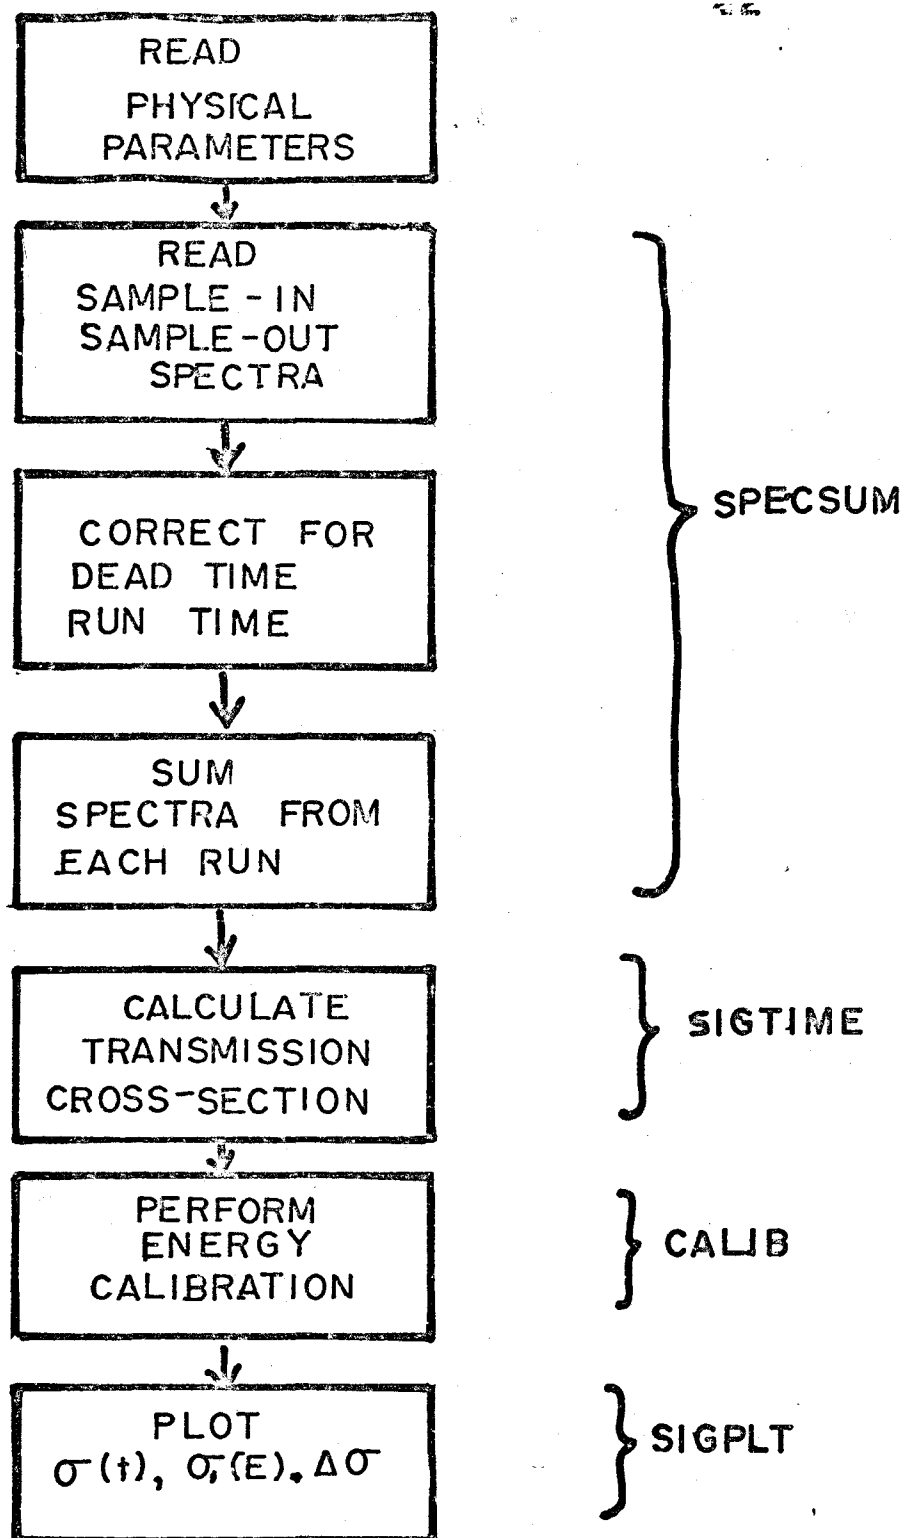 READ
PHYSICAL
PARAMETERS
READ
SAMPLE-IN
SAMPLE-OUT
SPECTRA
CORRECT FOR
DEAD TIME
RUN TIME
SUM
SPECTRA FROM
EACH RUN
SPECSUM
CALCULATE
TRANSMISSION
CROSS-SECTION
SIGTIME
PERFORM
ENERGY
CALIBRATION
CALIB
PLOT
σ(t), σ(E). Δσ
SIGPLT